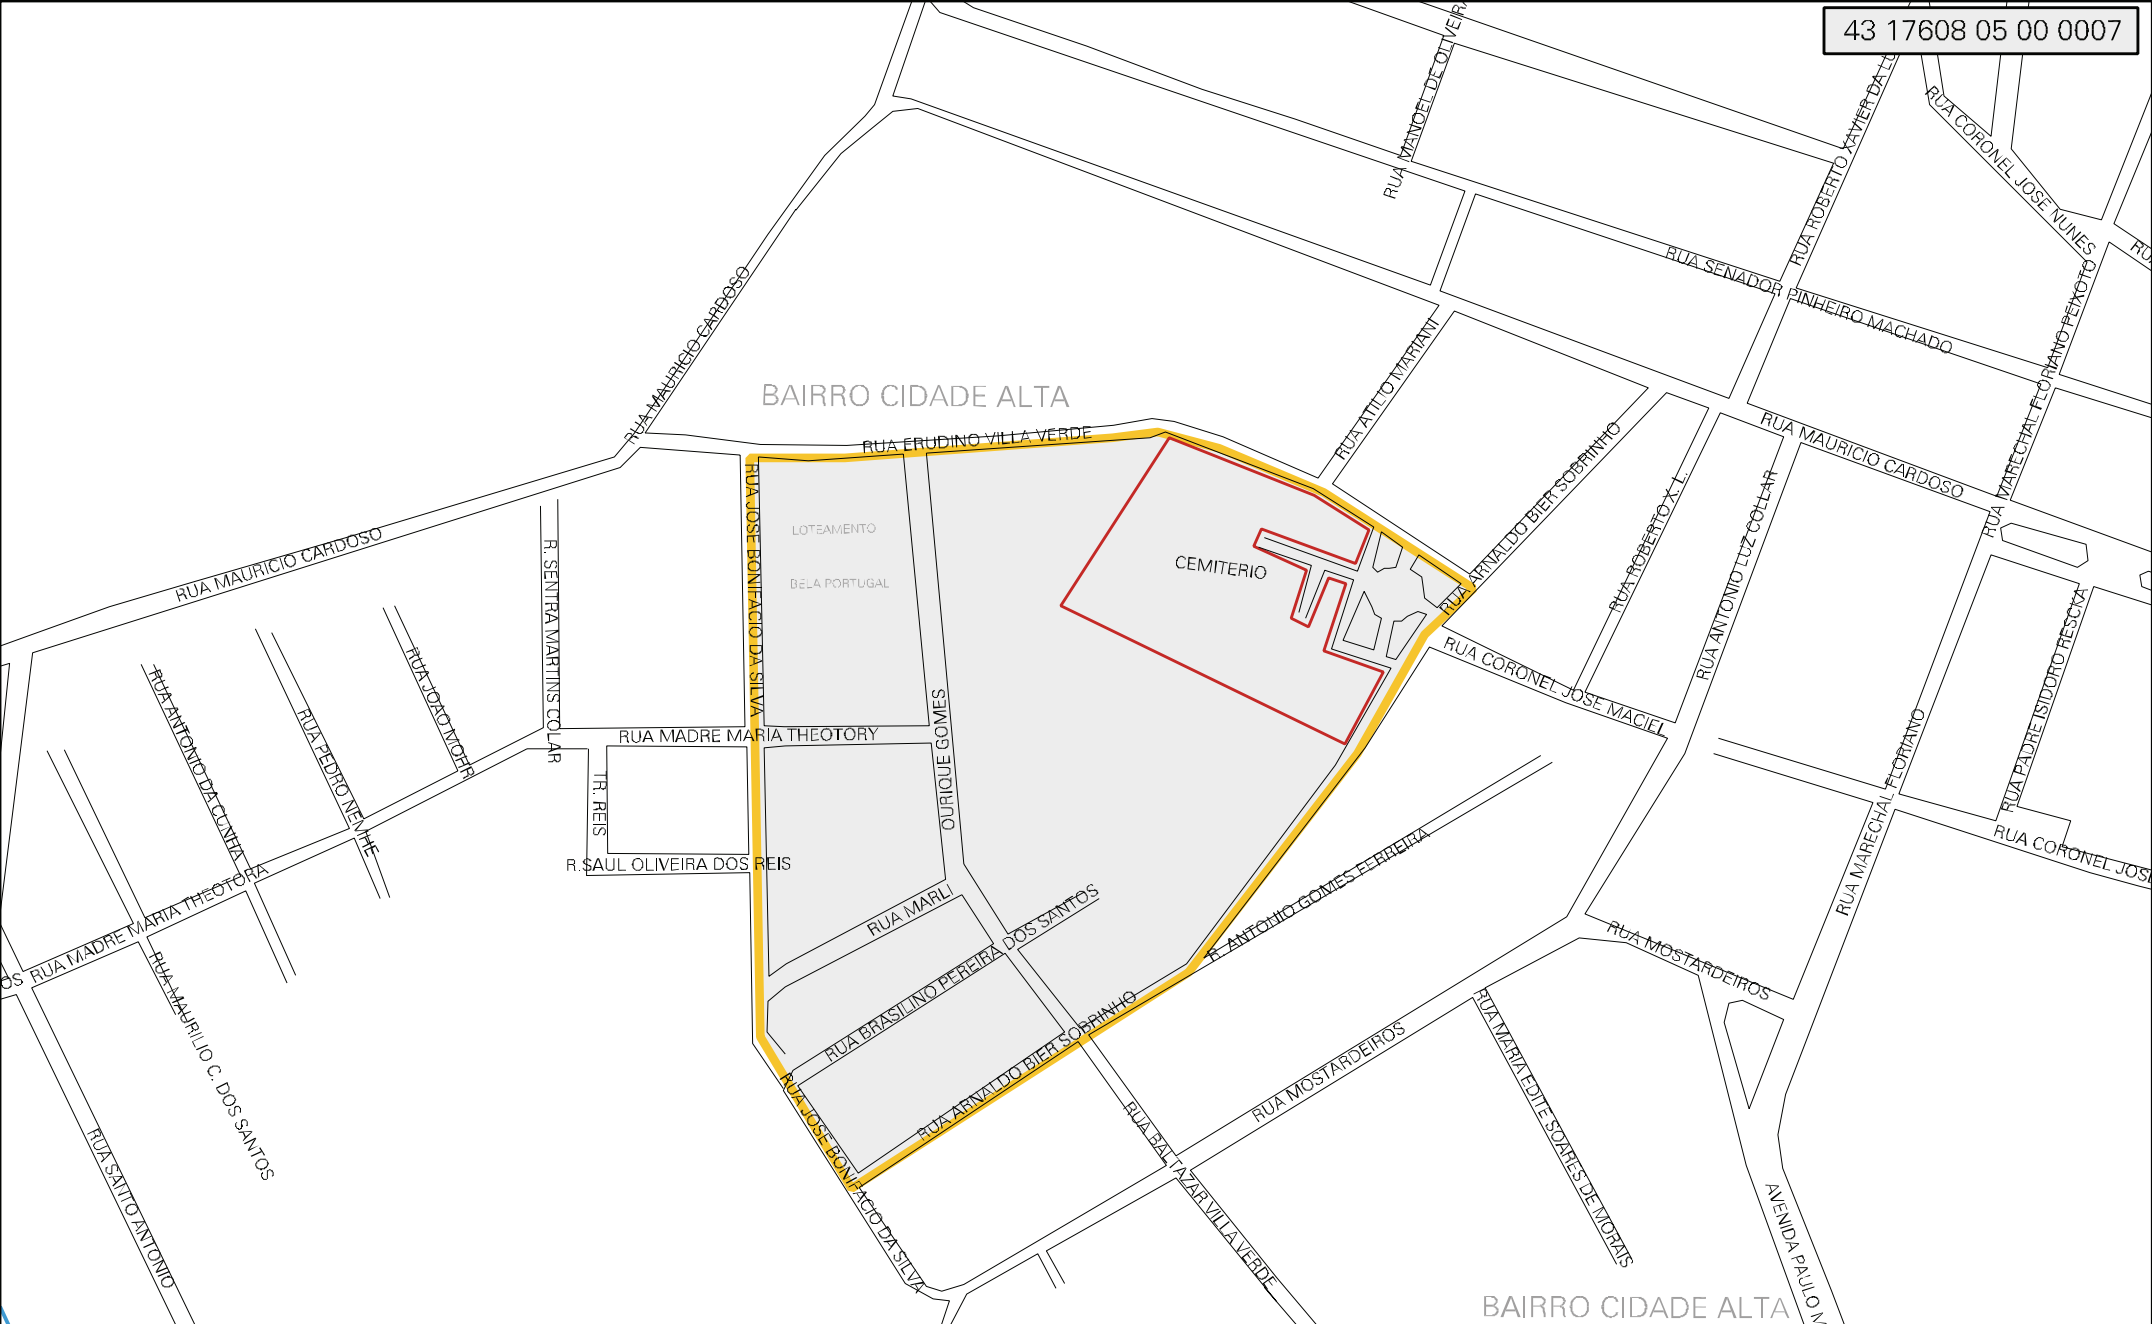 43 17608 05 00 0007
RUA MANOEL DE OLIVEIRA
RUA ROBERTO XAVIER DA LU
RUA CORONEL JOSE NUNES
RUA SENADOR PINHEIRO MACHADO
RUA MARECHAL FLORIANO PEIXOTO
RUA MAURICIO CARDOSO
RUA ATILIO MARIANI
BAIRRO CIDADE ALTA
RUA ERUDINO VILLA VERDE
RUA MAURICIO CARDOSO
RUA ARNALDO BIER SOBRINHO
RUA ROBERTO X. L.
RUA ANTONIO LUZ COLLAR
RUA JOSE BONIFACIO DA SILVA
LOTEAMENTO
BELA PORTUGAL
CEMITERIO
RUA MAURICIO CARDOSO
R. SENTRA MARTINS COLAR
RUA JOAO MOHR
RUA PEDRO NEMHE
RUA ANTONIO DA CUNHA
RUA CORONEL JOSE MACIEL
RUA PADRE ISIDORO RESCKA
RUA MARECHAL FLORIANO
RUA MADRE MARIA THEOTORY
OURIQUE GOMES
TR. REIS
R.SAUL OLIVEIRA DOS REIS
RUA CORONEL JOSE
RUA MADRE MARIA THEOTORA
OS
RUA MARLI
RUA BRASILINO PEREIRA DOS SANTOS
R. ANTONIO GOMES FERREIRA
RUA MOSTARDEIROS
RUA MAURILIO C. DOS SANTOS
RUA ARNALDO BIER SOBRINHO
RUA MOSTARDEIROS
RUA MARIA EDITE SOARES DE MORAIS
RUA JOSE BONIFACIO DA SILVA
RUA BALTAZAR VILLA VERDE
RUA SANTO ANTONIO
AVENIDA PAULO M
BAIRRO CIDADE ALTA